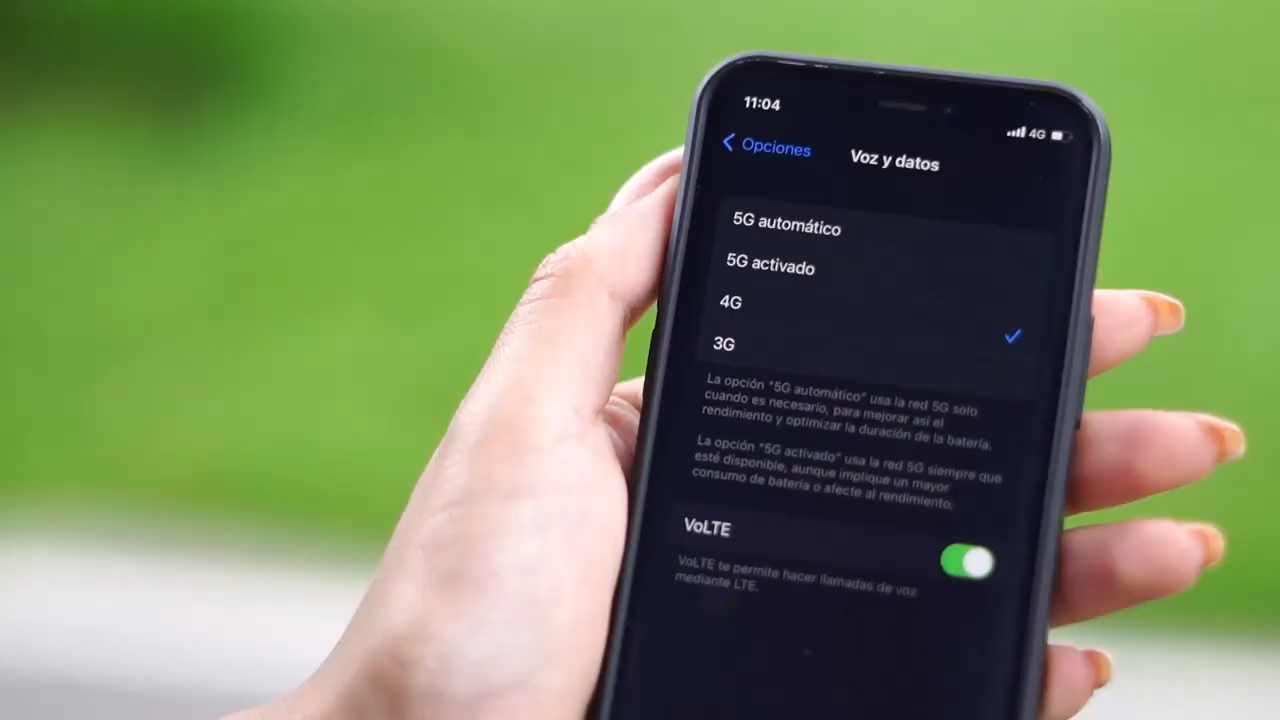 11:04
4G
Opciones
Voz y datos
5G automático
5G activado
4G
3G
La opción "5G automático" usa la red 5G solo
cuando es necesario, para mejorar así el
rendimiento y optimizar la duración de la batería.
La opción "5G activado" usa la red 5G siempre que
esté disponible, aunque implique un mayor
consumo de batería o afecte al rendimiento.
VoLTE
VoLTE te permite hacer llamadas de voz
mediante LTE.